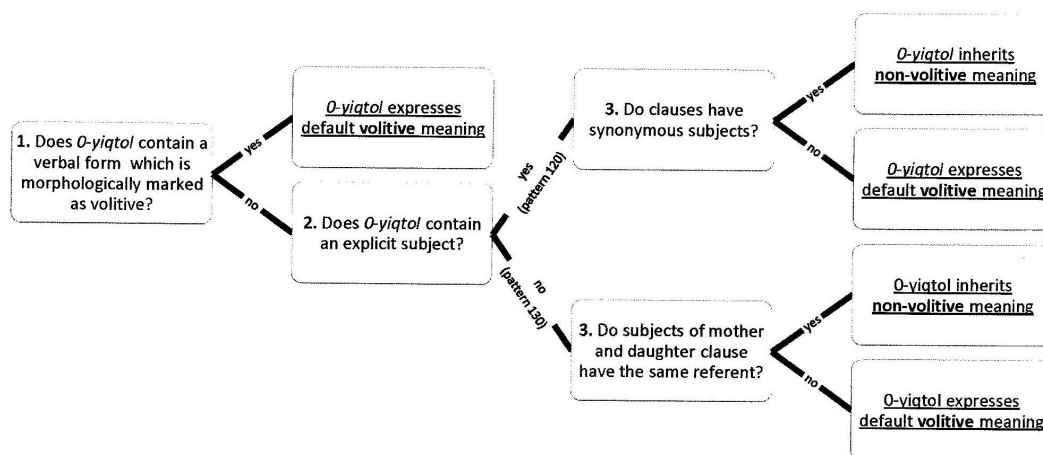 1. Does 0-yiqtol contain a
verbal form which is
morphologically marked
as volitive?
yes
no
0-yiqtol expresses
default volitive meaning
2. Does 0-yiqtol contain
an explicit subject?
yes
(pattern 120)
no
(pattern 130)
3. Do clauses have
synonymous subjects?
yes
no
0-yiqtol inherits
non-volitive meaning
0-yiqtol expresses
default volitive meaning
3. Do subjects of mother
and daughter clause
have the same referent?
yes
no
0-yiqtol inherits
non-volitive meaning
0-yiqtol expresses
default volitive meaning